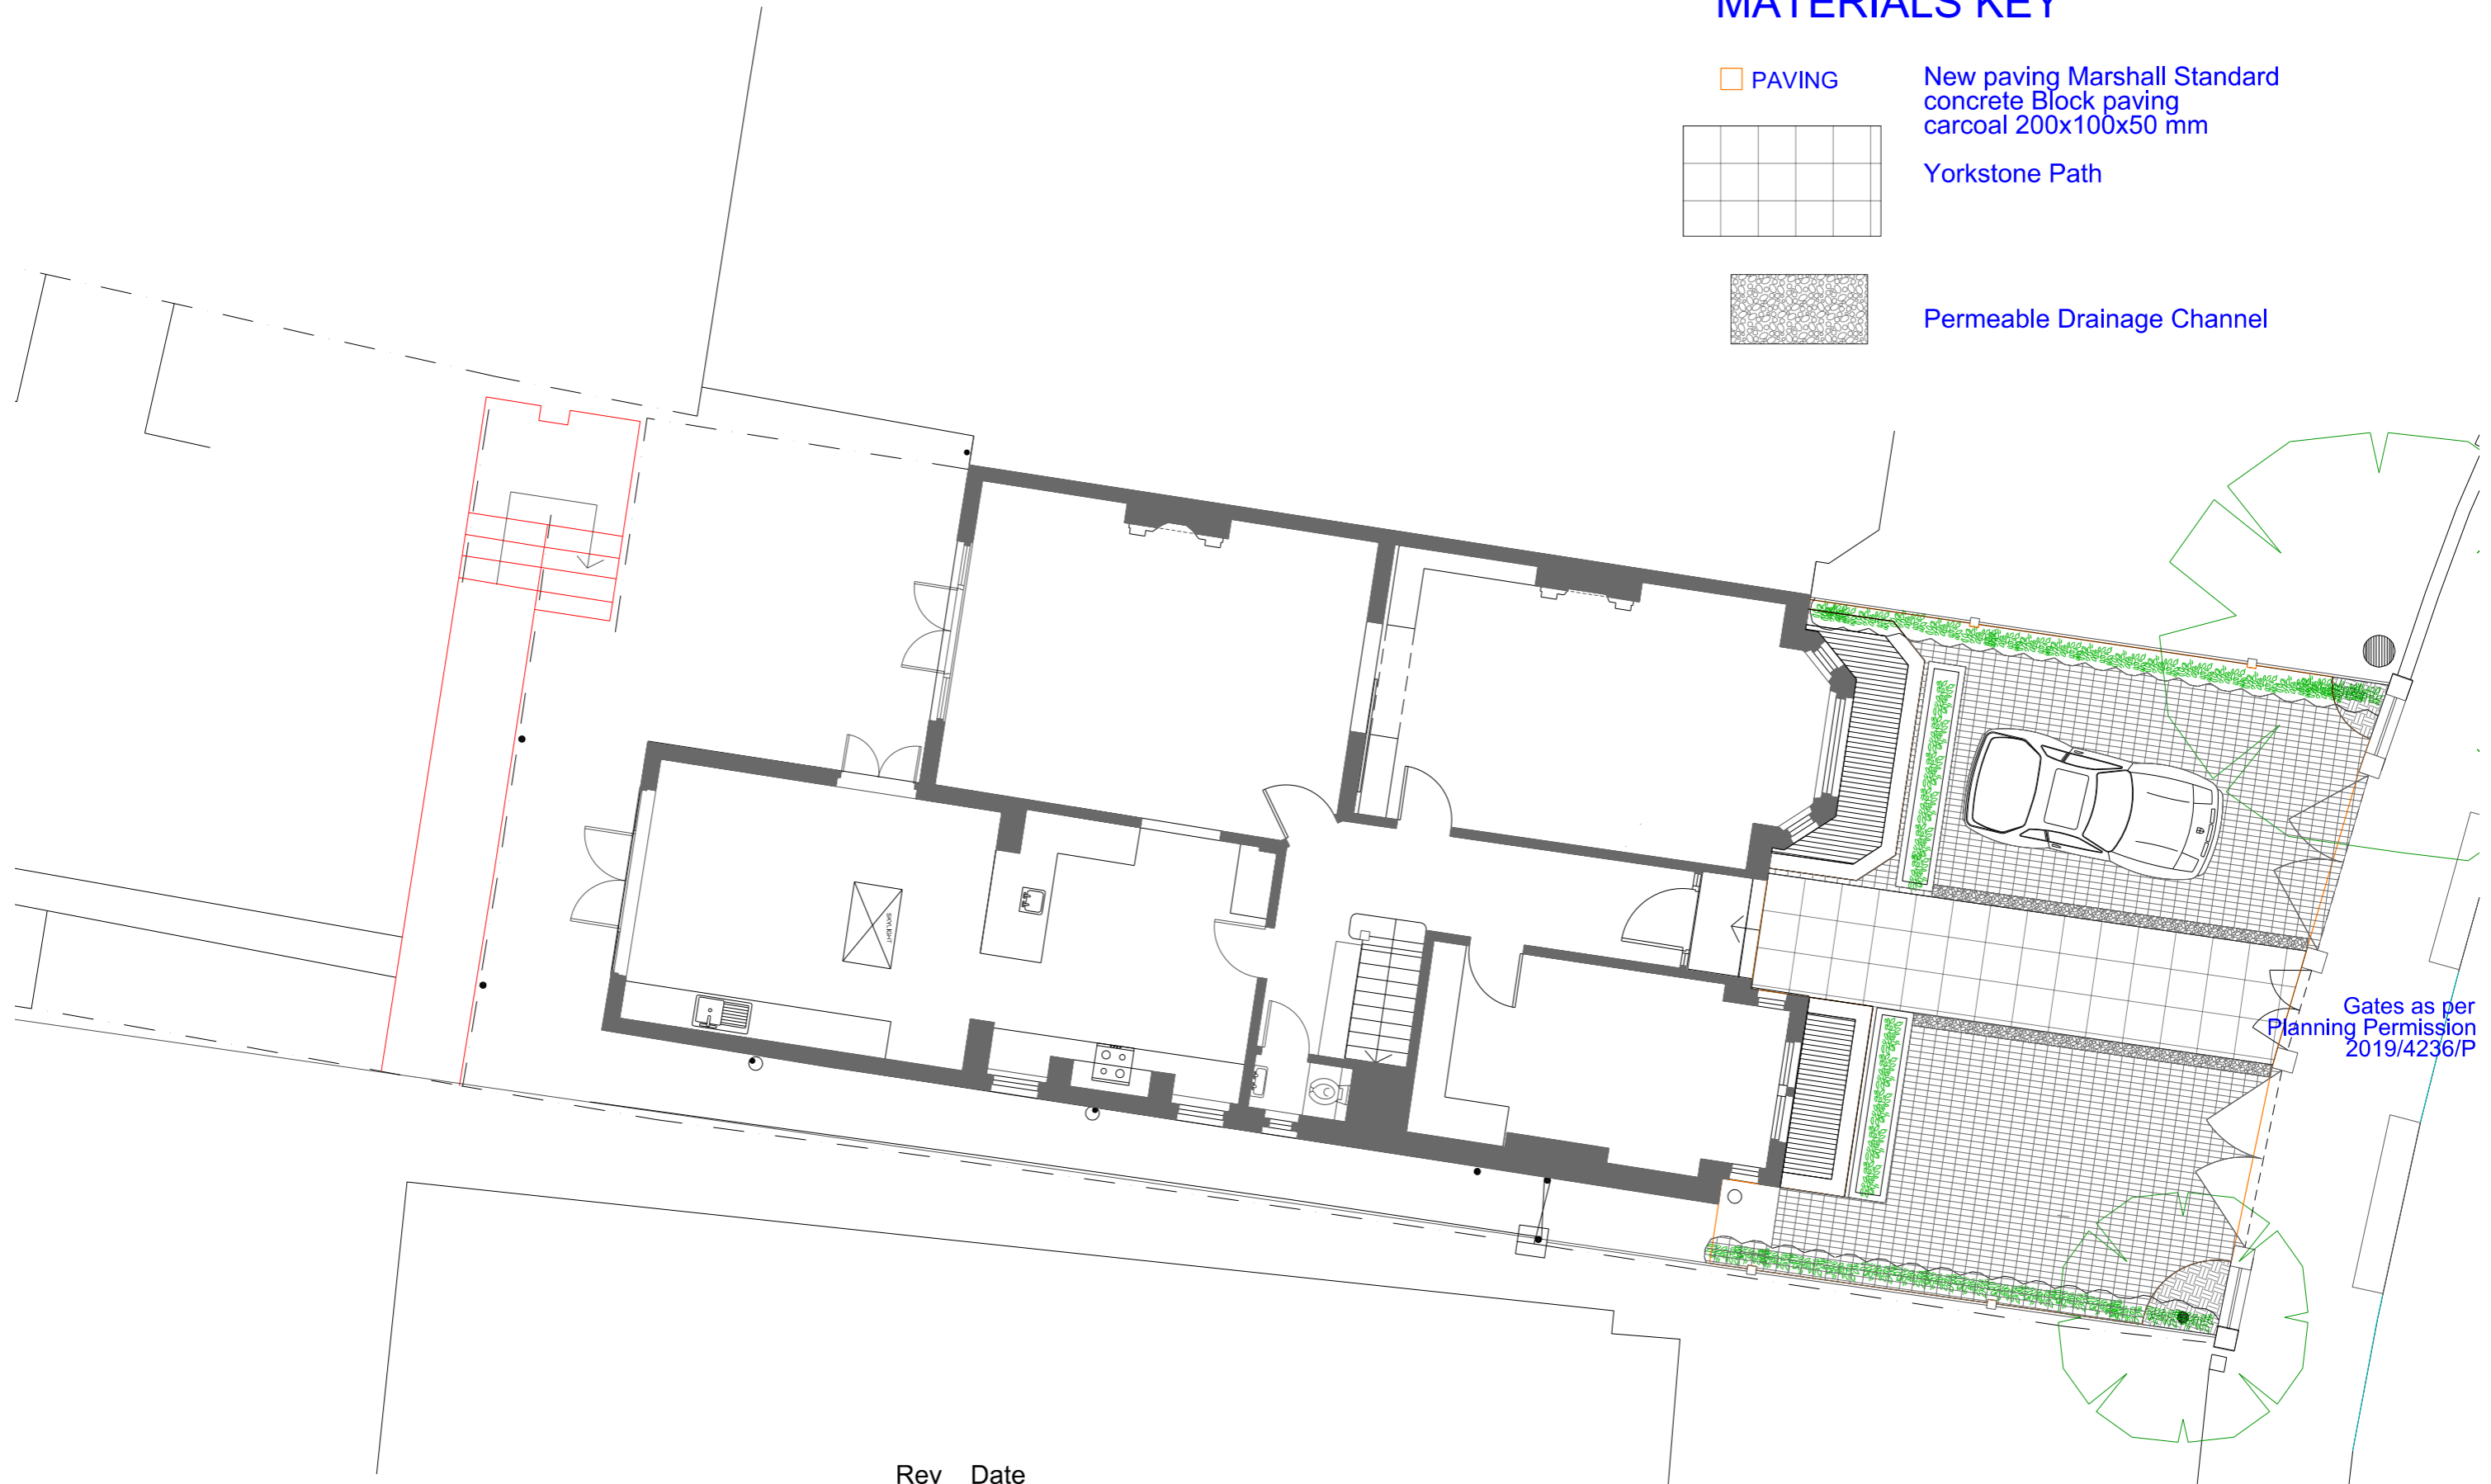 MATERIALS KEY
PAVING
New paving Marshall Standard
concrete Block paving
carcoal 200x100x50 mm
Yorkstone Path
Permeable Drainage Channel
SKYLIGHT
Gates as per
Planning Permission
2019/4236/P
Rev Date